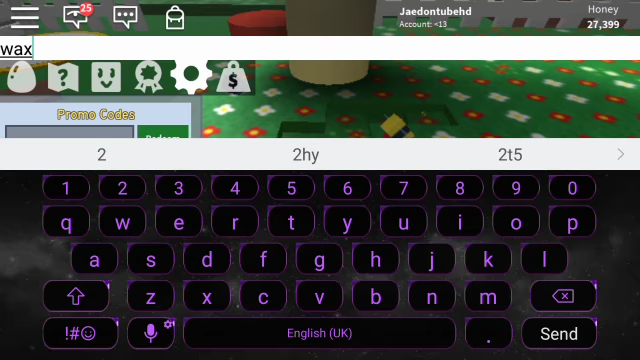 25
Jaedontubehd
Account: <13
Honey
27,399
wax
$
Promo Codes
Redeem
2 2hy 2t5
1 2 3 4 5 6 7 8 9 0
q w e r t y u i o p
a s d f g h j k l
z x c v b n m
!#☺ English (UK) . Send